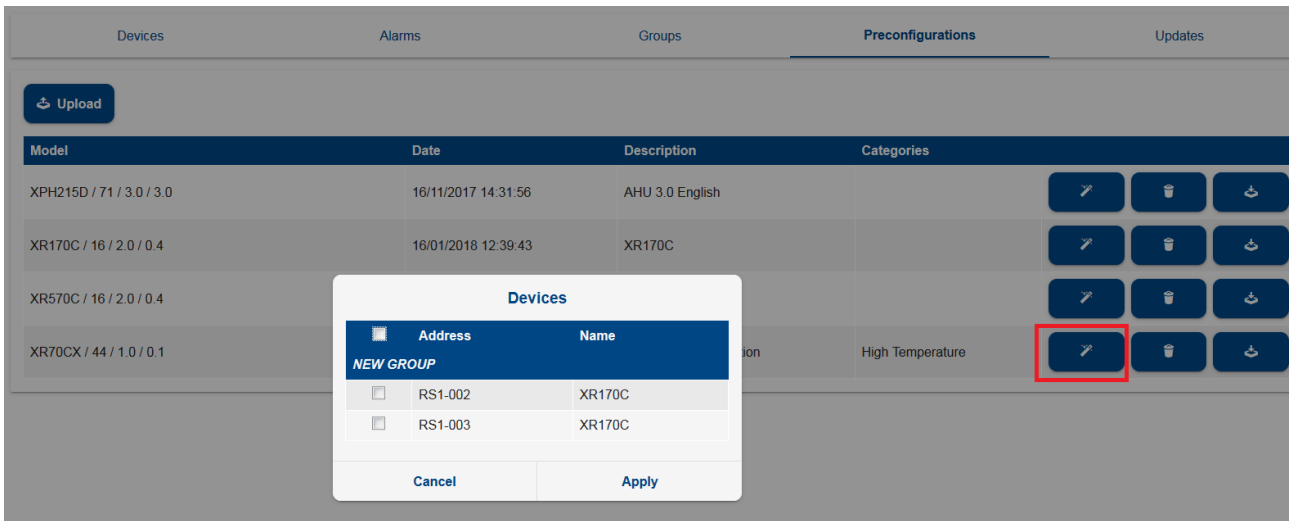 Devices Alarms Groups Preconfigurations Updates
Upload
Model Date Description Categories
XPH215D / 71 / 3.0 / 3.0 16/11/2017 14:31:56 AHU 3.0 English
XR170C / 16 / 2.0 / 0.4 16/01/2018 12:39:43 XR170C
XR570C / 16 / 2.0 / 0.4
XR70CX / 44 / 1.0 / 0.1 High Temperature
Devices
Address Name
NEW GROUP
RS1-002 XR170C
RS1-003 XR170C
Cancel Apply